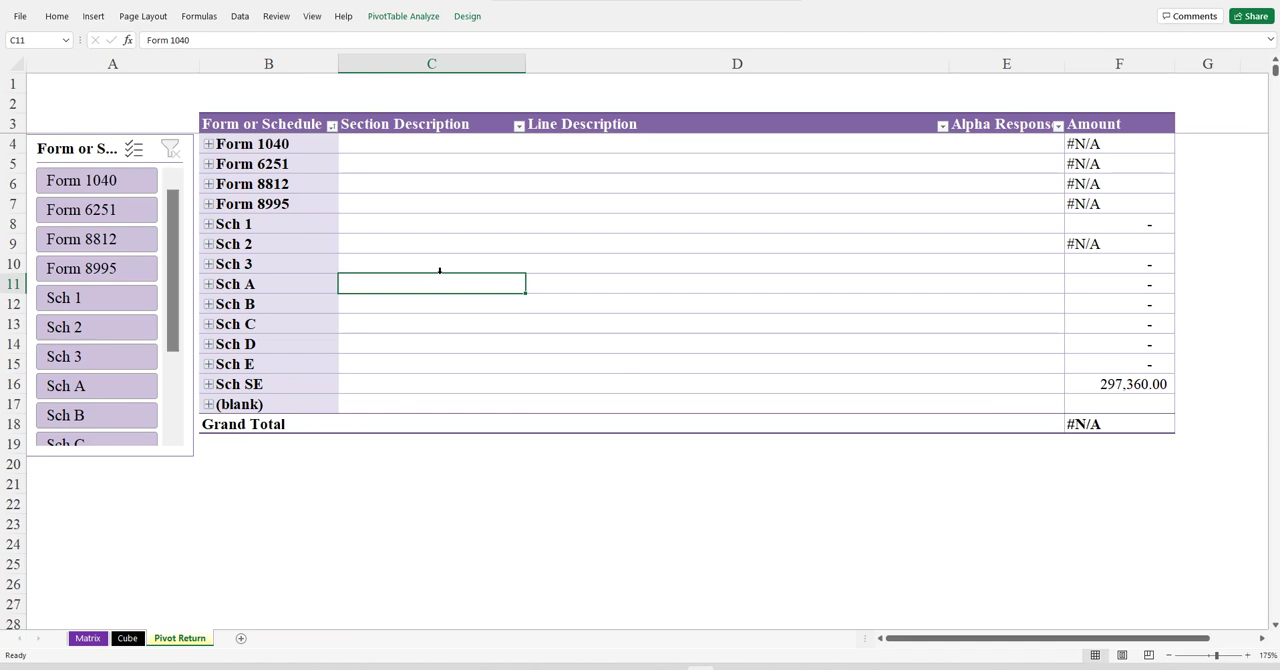 File Home Insert Page Layout Formulas Data Review View Help PivotTable Analyze Design Comments Share
C11 fx Form 1040
A B C D E F G
1
2
3 Form or Schedule Section Description Line Description Alpha Respons Amount
Form or S...
4 Form 1040 #N/A
5 Form 6251 #N/A
6 Form 8812 #N/A
7 Form 8995 #N/A
8 Sch 1 -
9 Sch 2 #N/A
10 Sch 3 -
11 Sch A -
12 Sch B -
13 Sch C -
14 Sch D -
15 Sch E -
16 Sch SE 297,360.00
17 (blank)
18 Grand Total #N/A
19
20
21
22
23
24
25
26
27
28
Form 1040
Form 6251
Form 8812
Form 8995
Sch 1
Sch 2
Sch 3
Sch A
Sch B
Sch C
Matrix Cube Pivot Return
Ready 175%